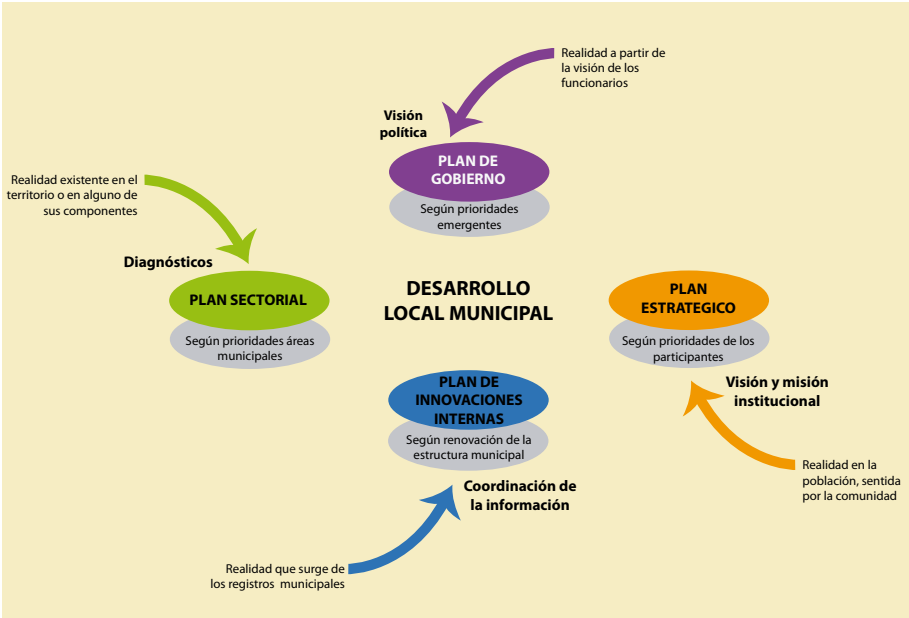 Realidad a partir de
la visión de los
funcionarios
Visión
política
PLAN DE
GOBIERNO
Según prioridades
emergentes
Realidad existente en el
territorio o en alguno de
sus componentes
Diagnósticos
PLAN SECTORIAL
Según prioridades áreas
municipales
DESARROLLO
LOCAL MUNICIPAL
PLAN
ESTRATEGICO
Según prioridades de los
participantes
Visión y misión
institucional
Realidad en la
población, sentida
por la comunidad
PLAN DE
INNOVACIONES
INTERNAS
Según renovación de la
estructura municipal
Coordinación de
la información
Realidad que surge de
los registros municipales